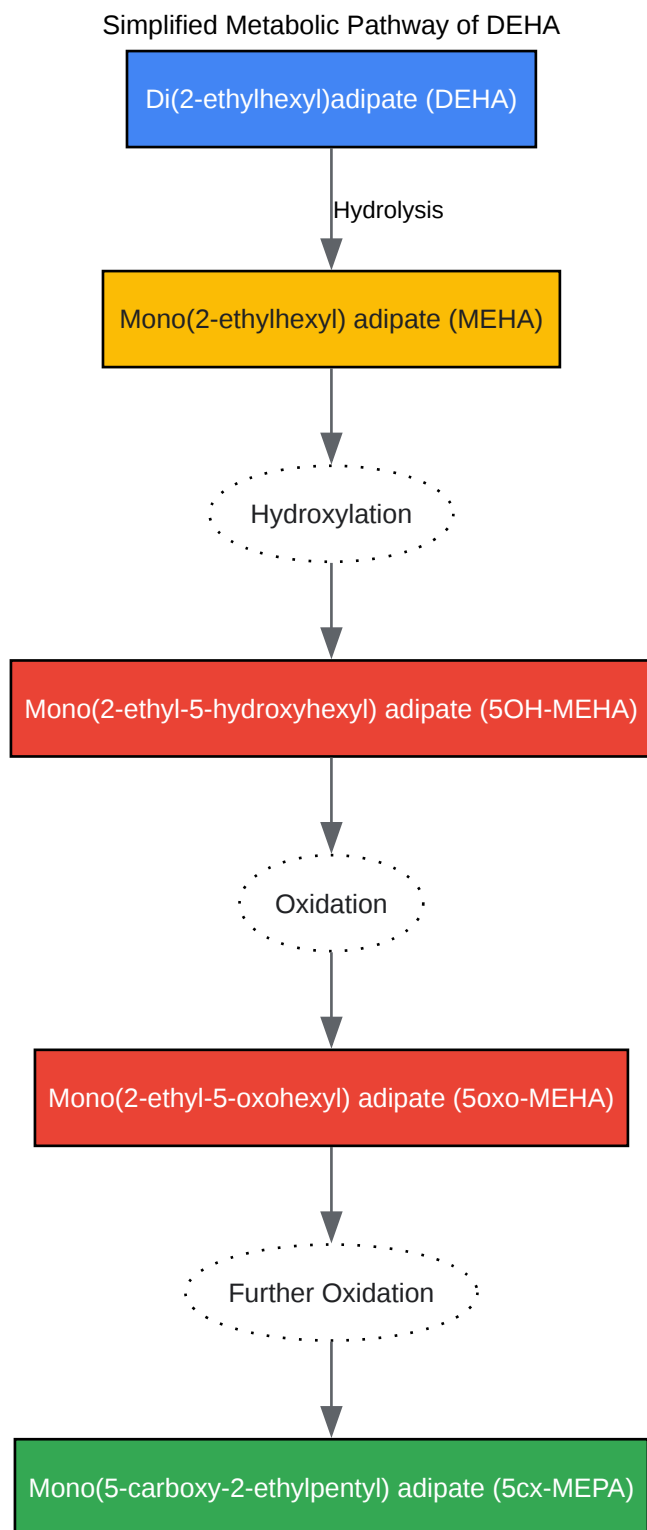 Simplified Metabolic Pathway of DEHA
Di(2-ethylhexyl)adipate (DEHA)
Hydrolysis
Mono(2-ethylhexyl) adipate (MEHA)
Hydroxylation
Mono(2-ethyl-5-hydroxyhexyl) adipate (5OH-MEHA)
Oxidation
Mono(2-ethyl-5-oxohexyl) adipate (5oxo-MEHA)
Further Oxidation
Mono(5-carboxy-2-ethylpentyl) adipate (5cx-MEPA)